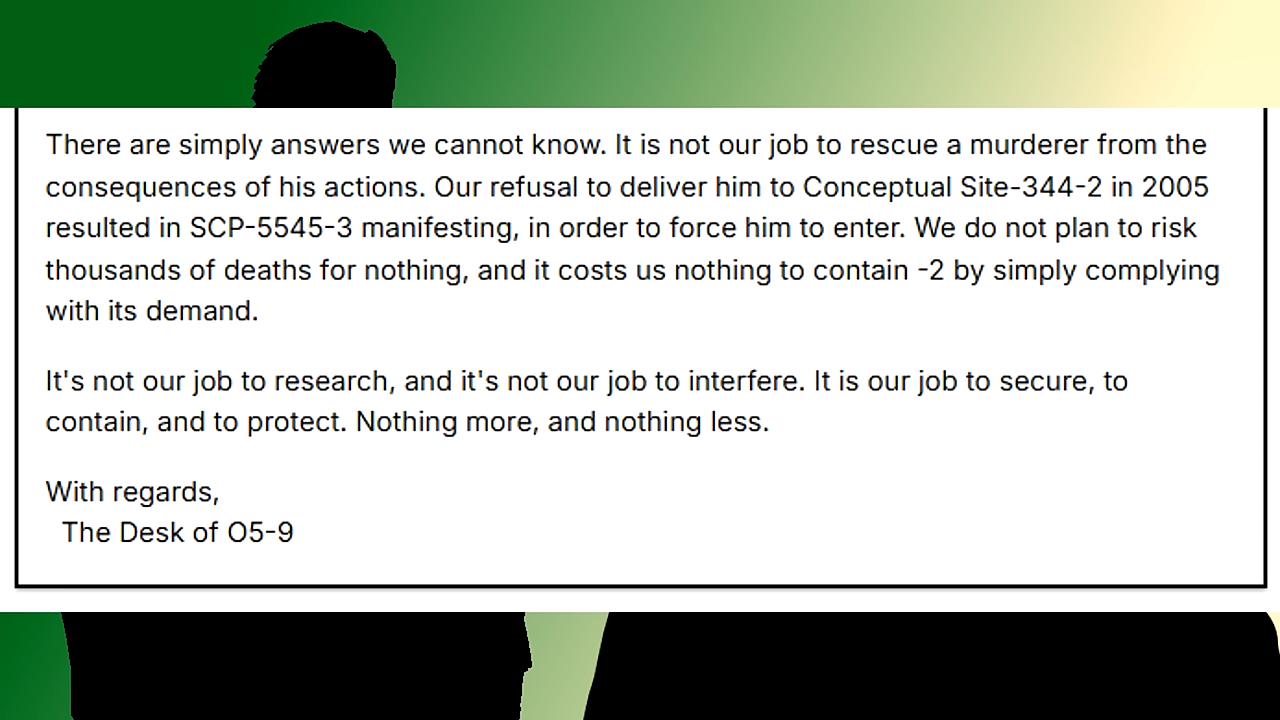 There are simply answers we cannot know. It is not our job to rescue a murderer from the
consequences of his actions. Our refusal to deliver him to Conceptual Site-344-2 in 2005
resulted in SCP-5545-3 manifesting, in order to force him to enter. We do not plan to risk
thousands of deaths for nothing, and it costs us nothing to contain -2 by simply complying
with its demand.
It's not our job to research, and it's not our job to interfere. It is our job to secure, to
contain, and to protect. Nothing more, and nothing less.
With regards,
The Desk of O5-9